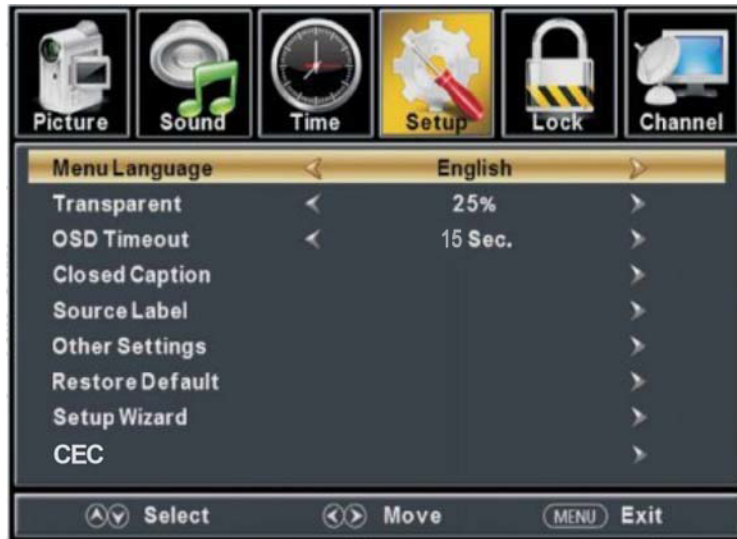 Picture Sound Time Setup Lock Channel
Menu Language English
Transparent 25%
OSD Timeout 15 Sec.
Closed Caption
Source Label
Other Settings
Restore Default
Setup Wizard
CEC
Select Move MENU Exit